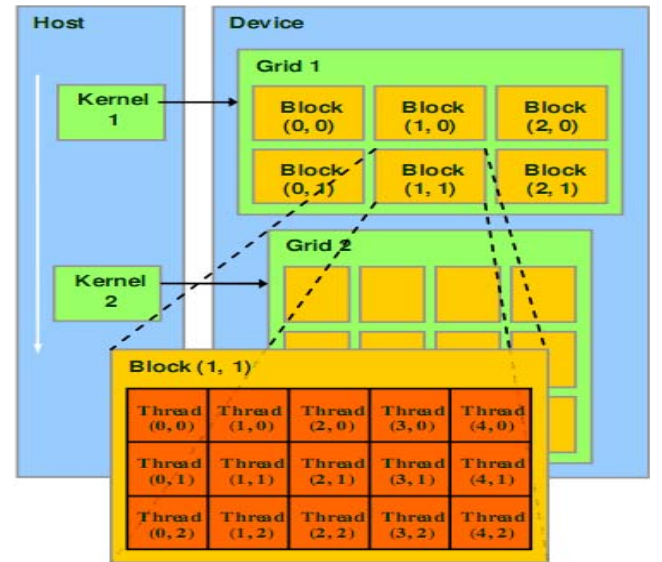 Host
Device
Grid 1
Kernel
1
Block
(0, 0)
Block
(1, 0)
Block
(2, 0)
Block
(0, 1)
Block
(1, 1)
Block
(2, 1)
Grid 2
Kernel
2
Block (1, 1)
Thread
(0, 0)
Thread
(1, 0)
Thread
(2, 0)
Thread
(3, 0)
Thread
(4, 0)
Thread
(0, 1)
Thread
(1, 1)
Thread
(2, 1)
Thread
(3, 1)
Thread
(4, 1)
Thread
(0, 2)
Thread
(1, 2)
Thread
(2, 2)
Thread
(3, 2)
Thread
(4, 2)